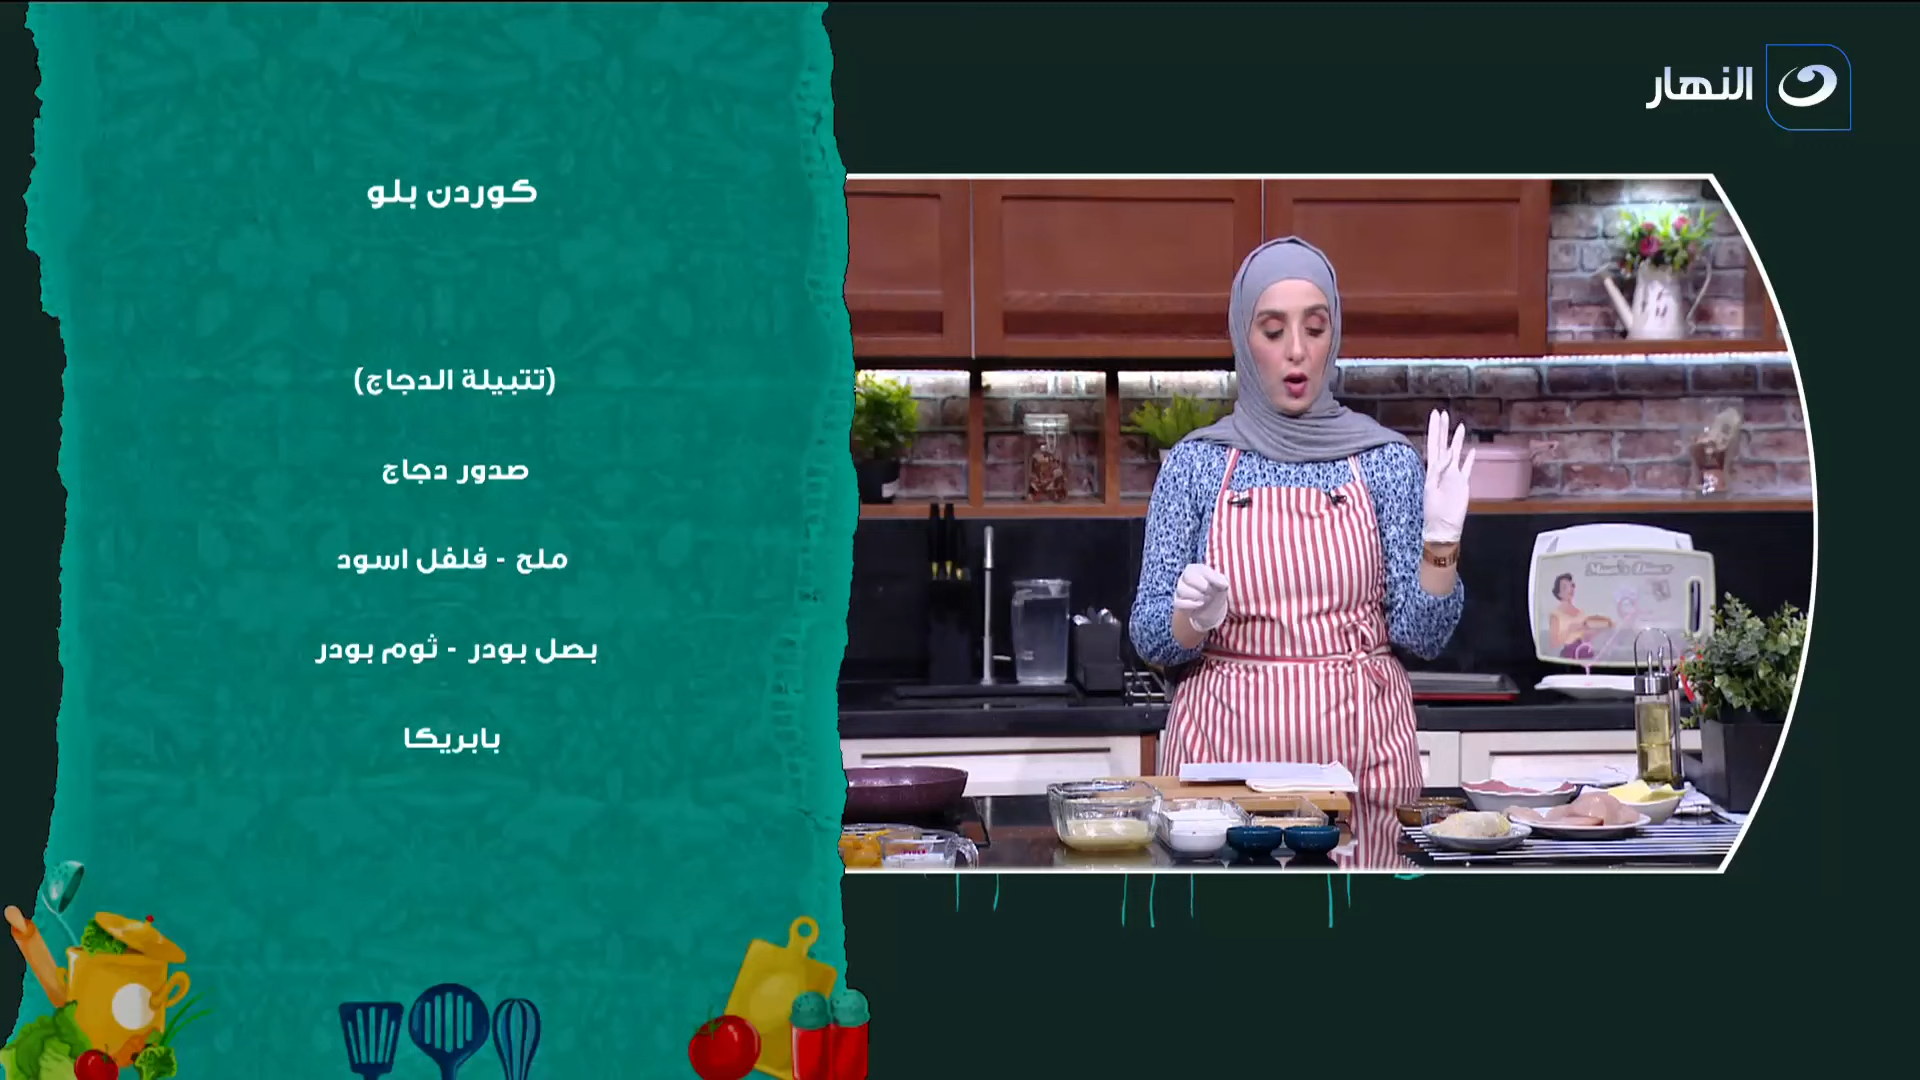 النهار
كوردن بلو
(تتبيلة الدجاج)
صدور دجاج
ملح - فلفل اسود
بصل بودر - ثوم بودر
بابريكا